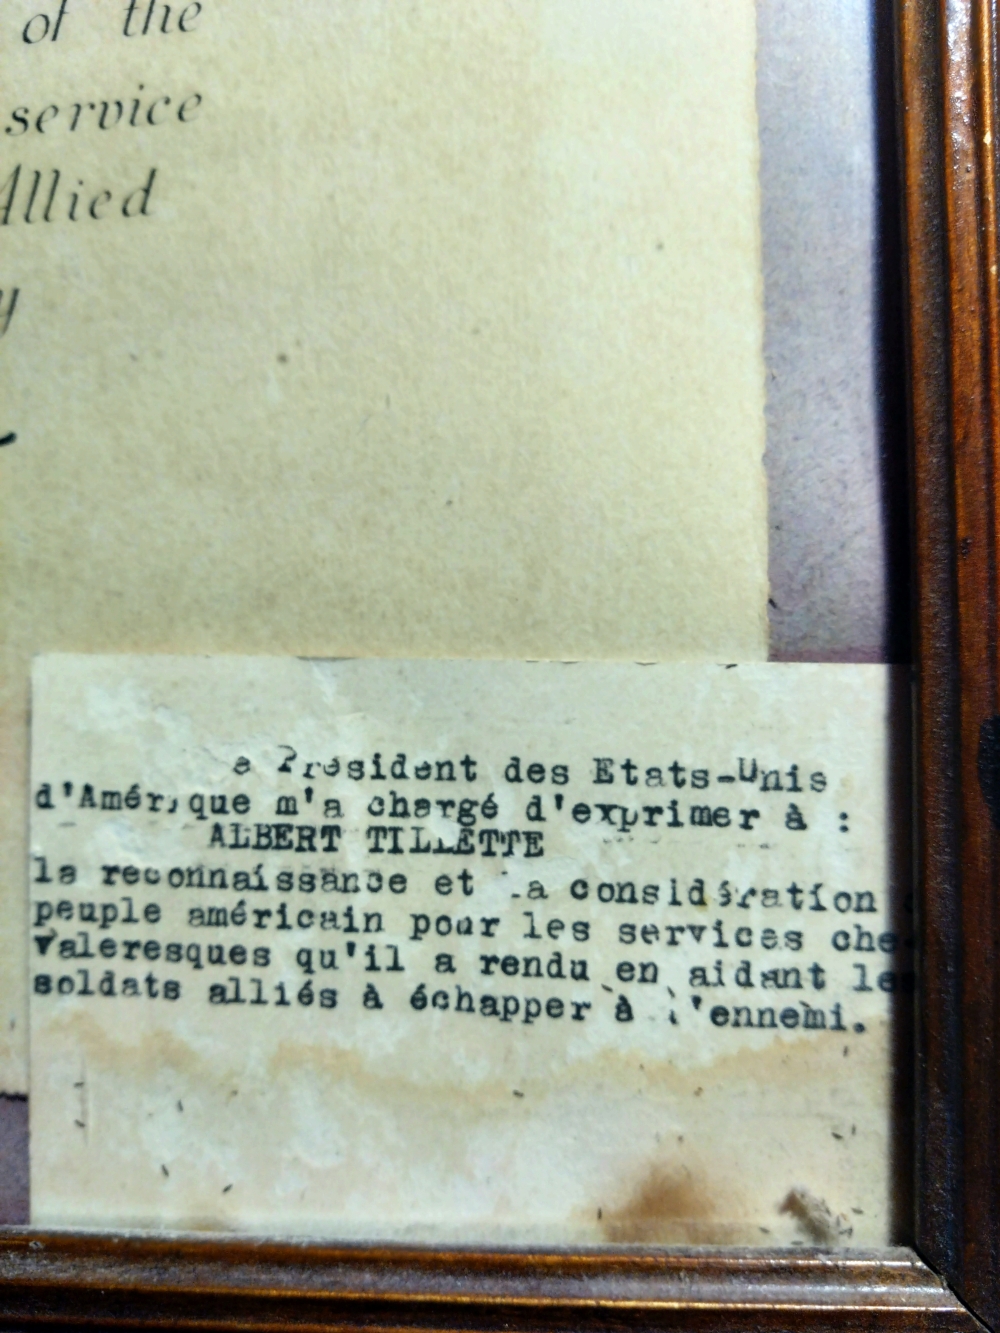 of the
service
Allied
y
e Président des Etats-Unis
d'Amérique m'a chargé d'exprimer à :
ALBERT TILLETTE
la reconnaissance et la considération
peuple américain pour les services che-
valeresques qu'il a rendu en aidant les
soldats alliés à échapper à l'ennemi.